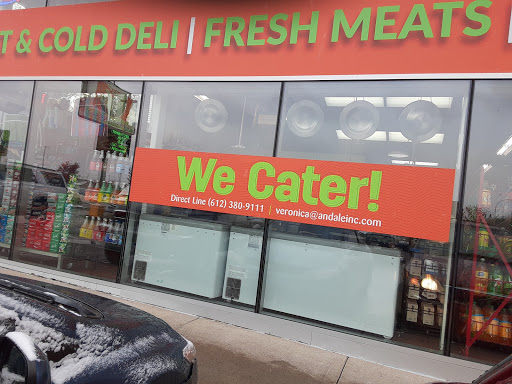 T & COLD DELI | FRESH MEATS |
We Cater!
Direct Line (612) 380-9111 | veronica@andaleinc.com